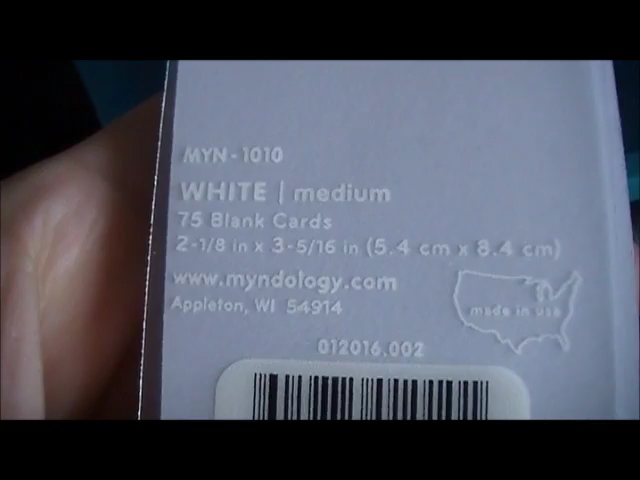 MYN-1010
WHITE | medium
75 Blank Cards
2-1/8 in x 3-5/16 in (5.4 cm x 8.4 cm)
www.myndology.com
Appleton, WI 54914
made in usa
012016.002